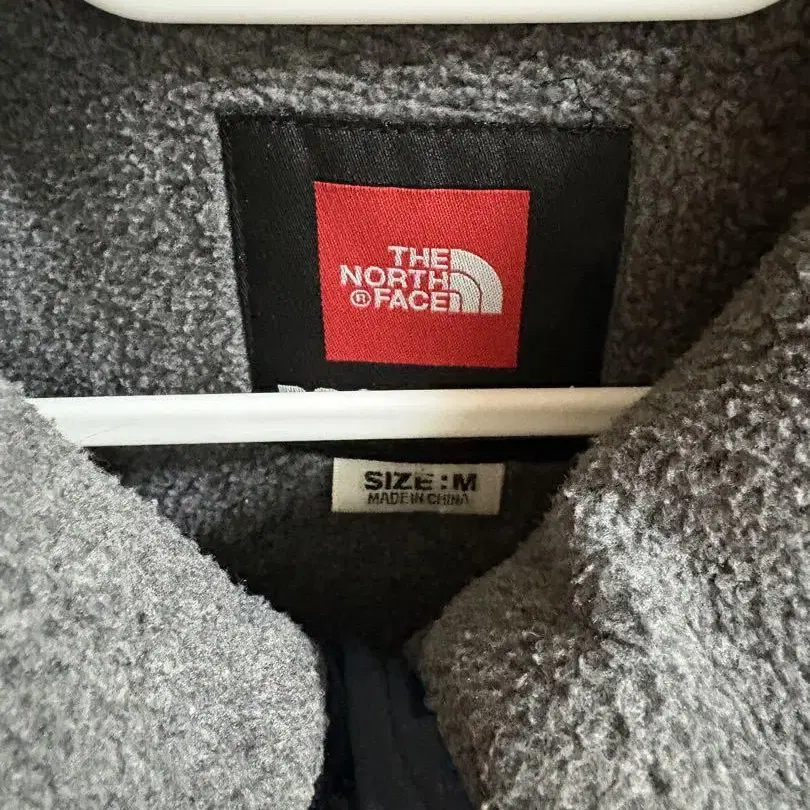 THE
NORTH
® FACE
SIZE : M
MADE IN CHINA